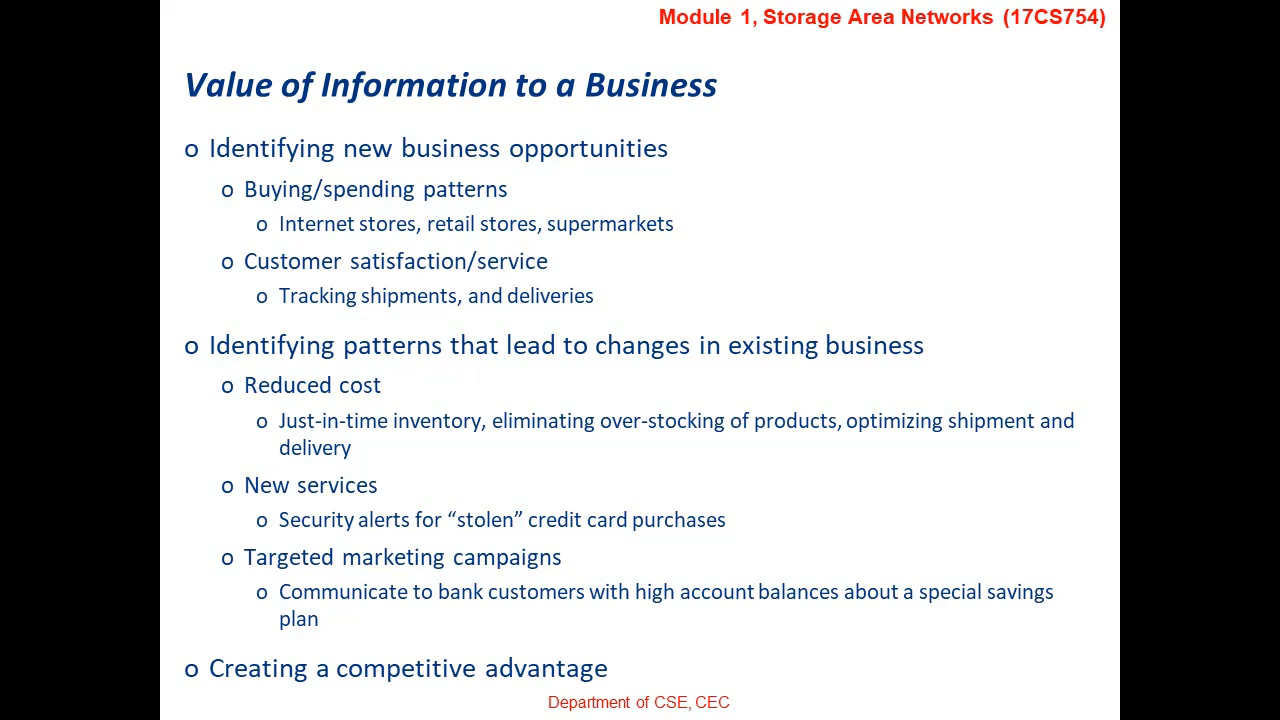 Module 1, Storage Area Networks (17CS754)
Value of Information to a Business
o Identifying new business opportunities
o Buying/spending patterns
o Internet stores, retail stores, supermarkets
o Customer satisfaction/service
o Tracking shipments, and deliveries
o Identifying patterns that lead to changes in existing business
o Reduced cost
o Just-in-time inventory, eliminating over-stocking of products, optimizing shipment and
delivery
o New services
o Security alerts for “stolen” credit card purchases
o Targeted marketing campaigns
o Communicate to bank customers with high account balances about a special savings
plan
o Creating a competitive advantage
Department of CSE, CEC